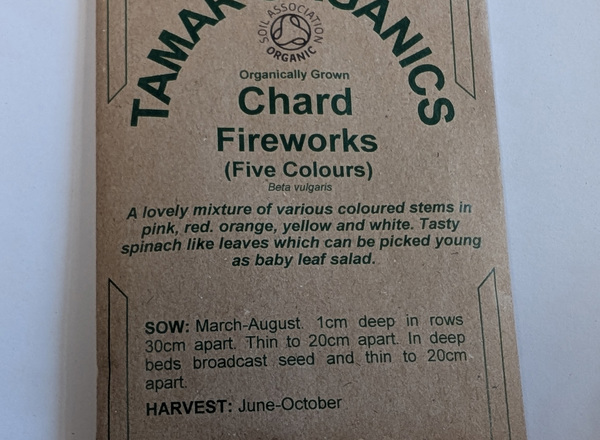 TAMAR ORGANICS
SOIL ASSOCIATION
ORGANIC
Organically Grown
Chard
Fireworks
(Five Colours)
Beta vulgaris
A lovely mixture of various coloured stems in
pink, red. orange, yellow and white. Tasty
spinach like leaves which can be picked young
as baby leaf salad.
SOW: March-August. 1cm deep in rows
30cm apart. Thin to 20cm apart. In deep
beds broadcast seed and thin to 20cm
apart.
HARVEST: June-October